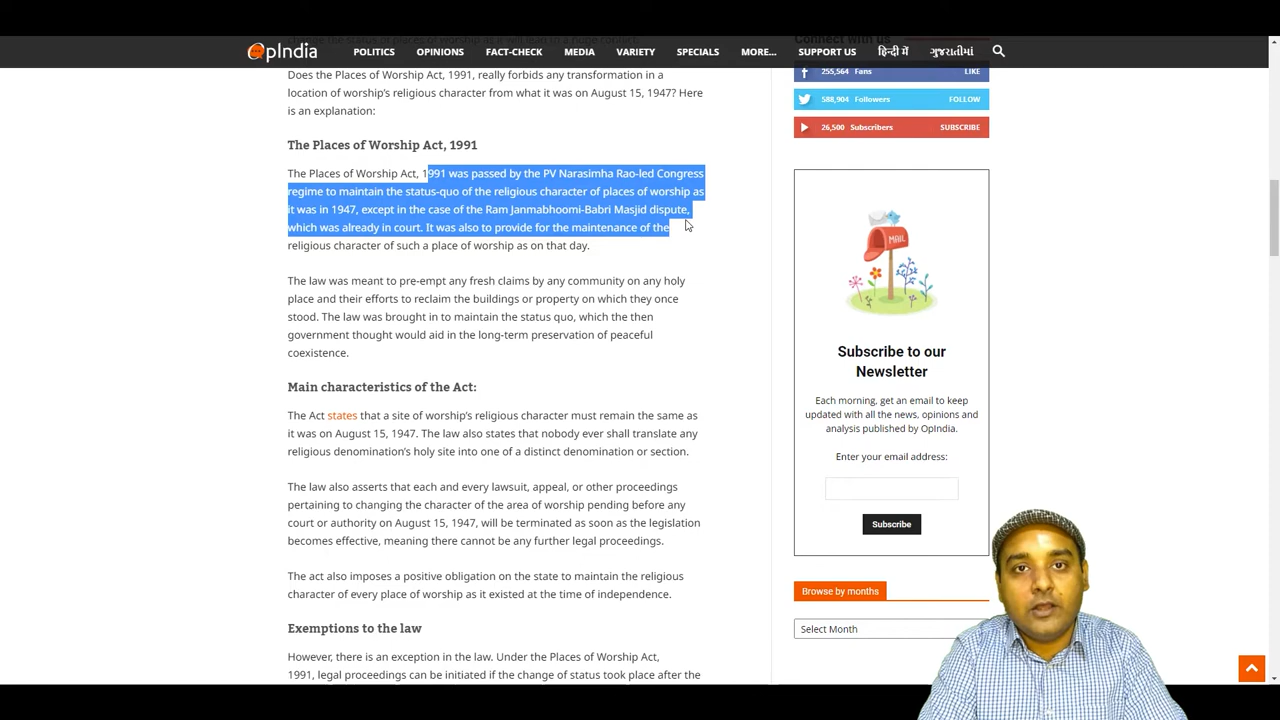 OpIndia
POLITICS OPINIONS FACT-CHECK MEDIA VARIETY SPECIALS MORE... SUPPORT US हिन्दी में ગુજરાતીમાં
Does the Places of Worship Act, 1991, really forbids any transformation in a
location of worship's religious character from what it was on August 15, 1947? Here
is an explanation:
The Places of Worship Act, 1991
The Places of Worship Act, 1991 was passed by the PV Narasimha Rao-led Congress
regime to maintain the status-quo of the religious character of places of worship as
it was in 1947, except in the case of the Ram Janmabhoomi-Babri Masjid dispute,
which was already in court. It was also to provide for the maintenance of the
religious character of such a place of worship as on that day.
The law was meant to pre-empt any fresh claims by any community on any holy
place and their efforts to reclaim the buildings or property on which they once
stood. The law was brought in to maintain the status quo, which the then
government thought would aid in the long-term preservation of peaceful
coexistence.
Main characteristics of the Act:
The Act states that a site of worship's religious character must remain the same as
it was on August 15, 1947. The law also states that nobody ever shall translate any
religious denomination's holy site into one of a distinct denomination or section.
The law also asserts that each and every lawsuit, appeal, or other proceedings
pertaining to changing the character of the area of worship pending before any
court or authority on August 15, 1947, will be terminated as soon as the legislation
becomes effective, meaning there cannot be any further legal proceedings.
The act also imposes a positive obligation on the state to maintain the religious
character of every place of worship as it existed at the time of independence.
Exemptions to the law
However, there is an exception in the law. Under the Places of Worship Act,
1991, legal proceedings can be initiated if the change of status took place after the
255,564 Fans LIKE
588,904 Followers FOLLOW
26,500 Subscribers SUBSCRIBE
MAIL
Subscribe to our
Newsletter
Each morning, get an email to keep
updated with all the news, opinions and
analysis published by OpIndia.
Enter your email address:
Subscribe
Browse by months
Select Month